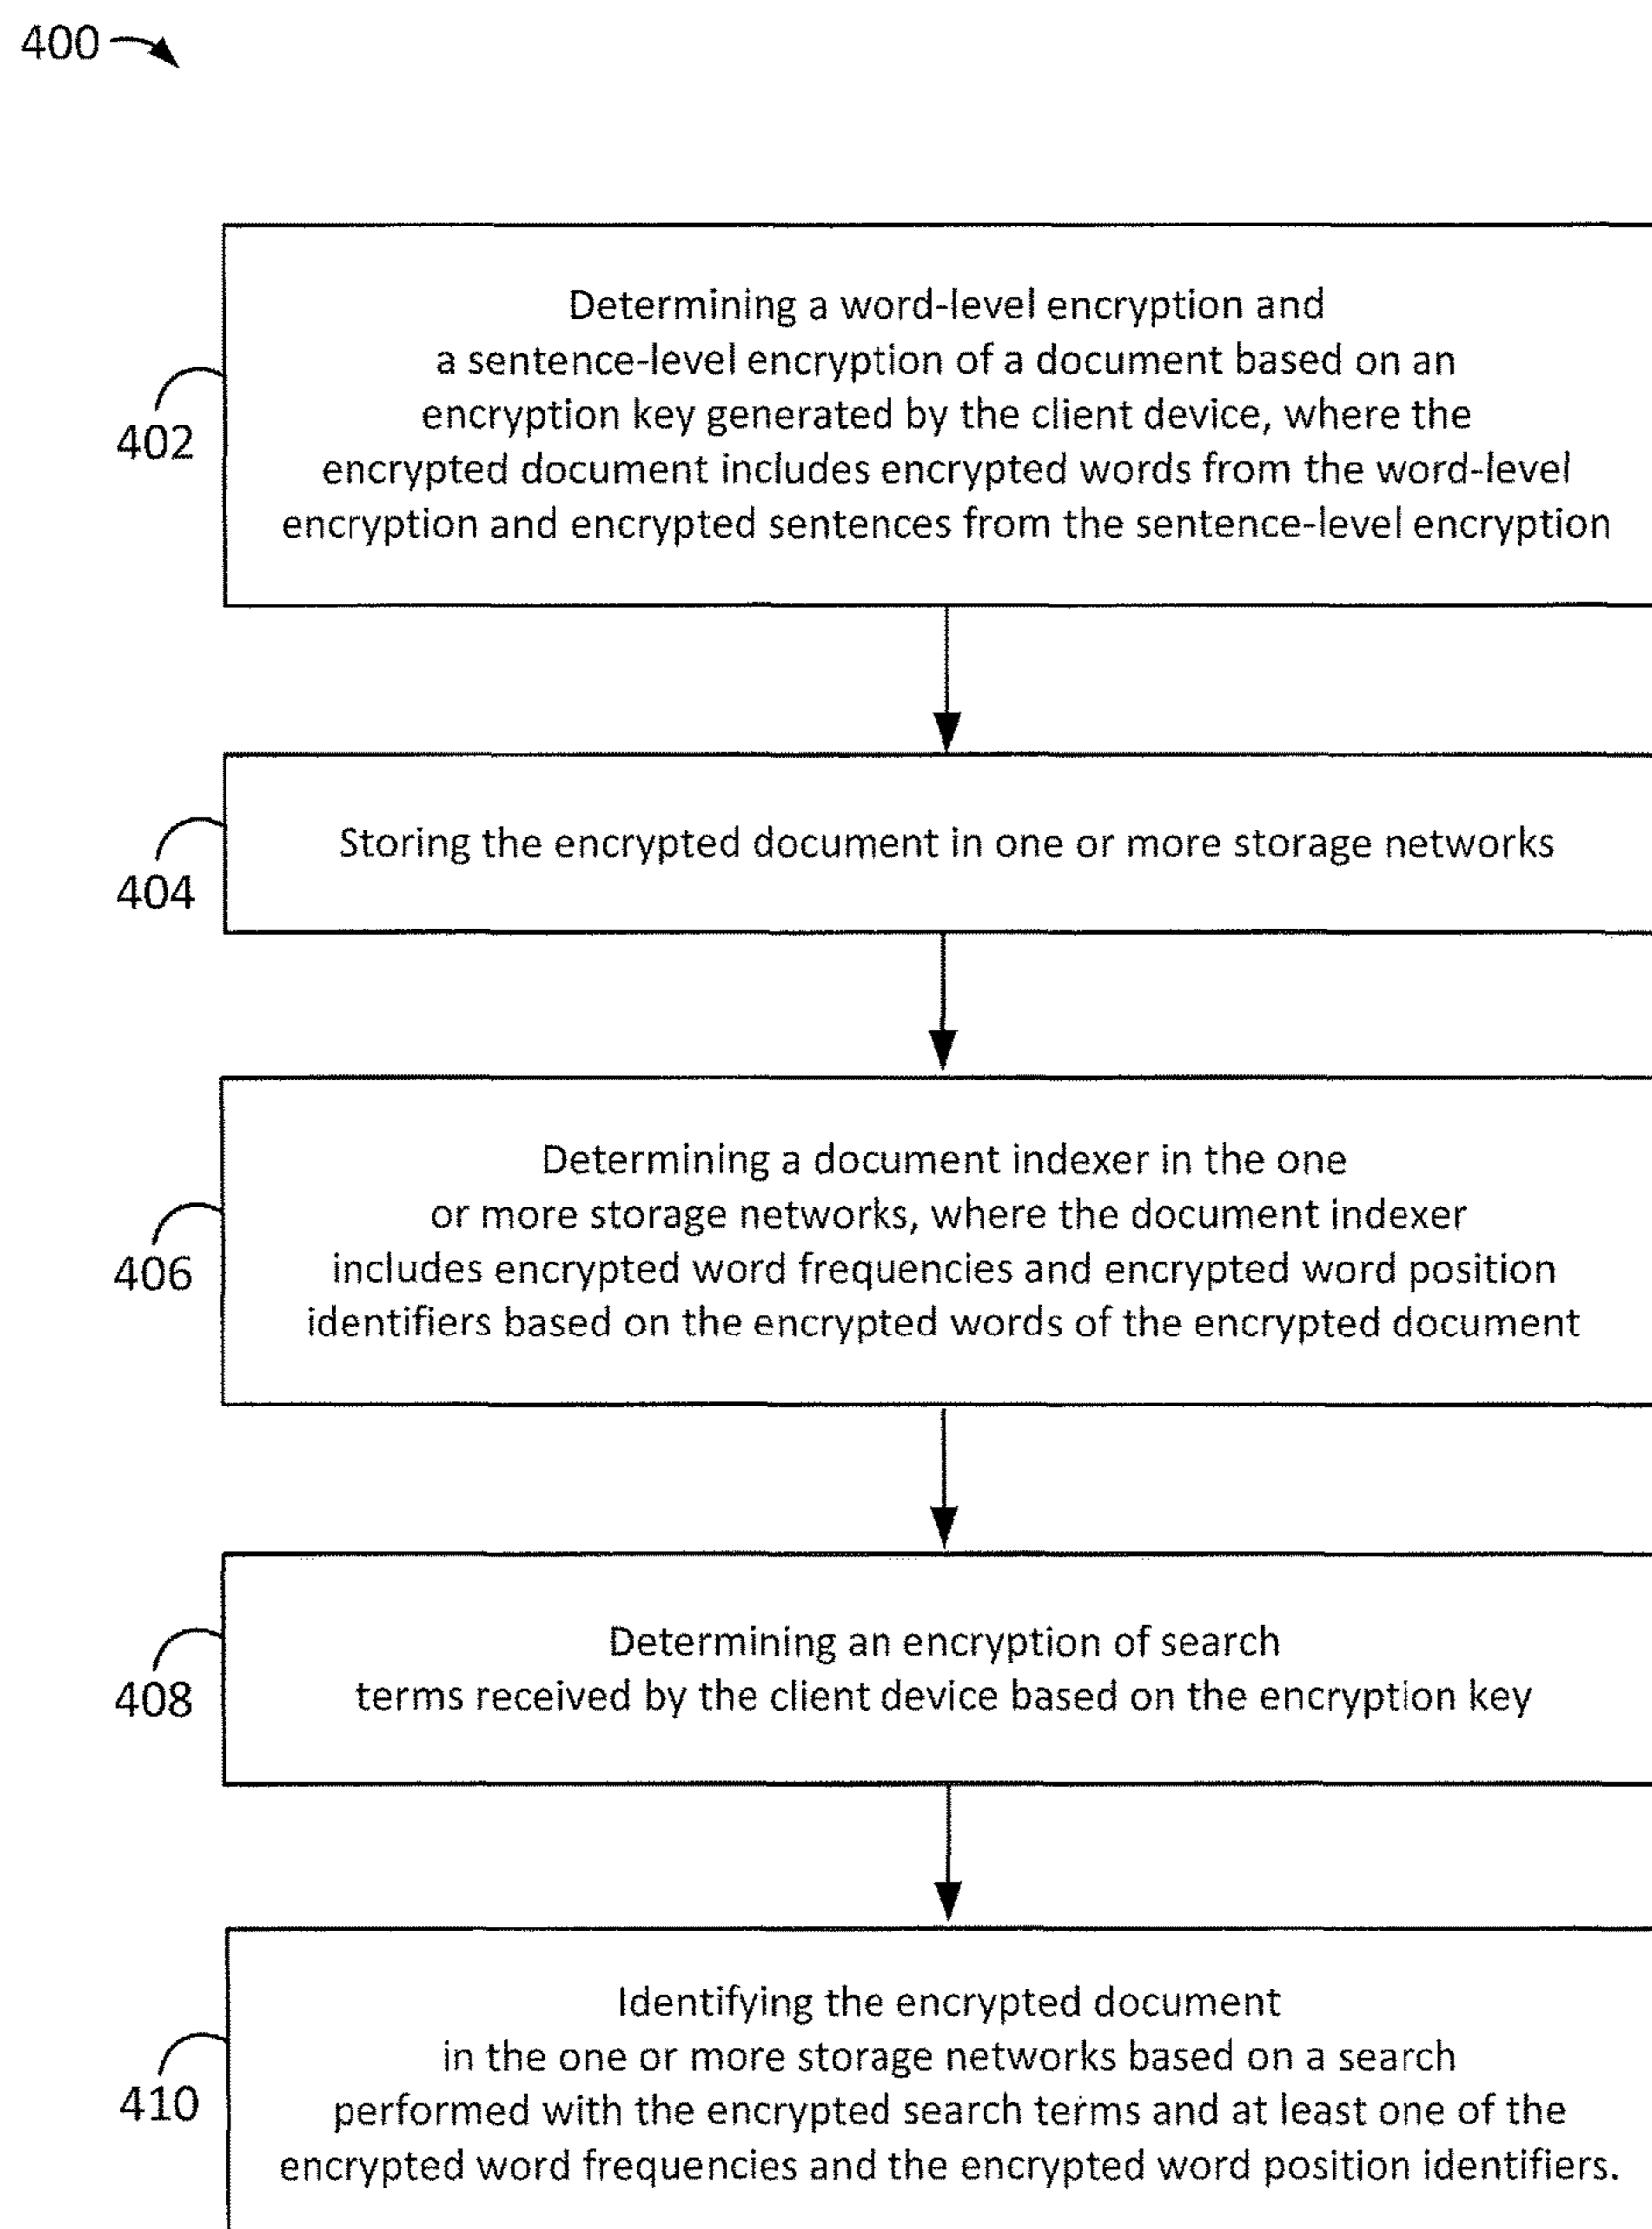 400
Determining a word-level encryption and
a sentence-level encryption of a document based on an
encryption key generated by the client device, where the
encrypted document includes encrypted words from the word-level
encryption and encrypted sentences from the sentence-level encryption
402
Storing the encrypted document in one or more storage networks
404
Determining a document indexer in the one
or more storage networks, where the document indexer
includes encrypted word frequencies and encrypted word position
identifiers based on the encrypted words of the encrypted document
406
Determining an encryption of search
terms received by the client device based on the encryption key
408
Identifying the encrypted document
in the one or more storage networks based on a search
performed with the encrypted search terms and at least one of the
encrypted word frequencies and the encrypted word position identifiers.
410